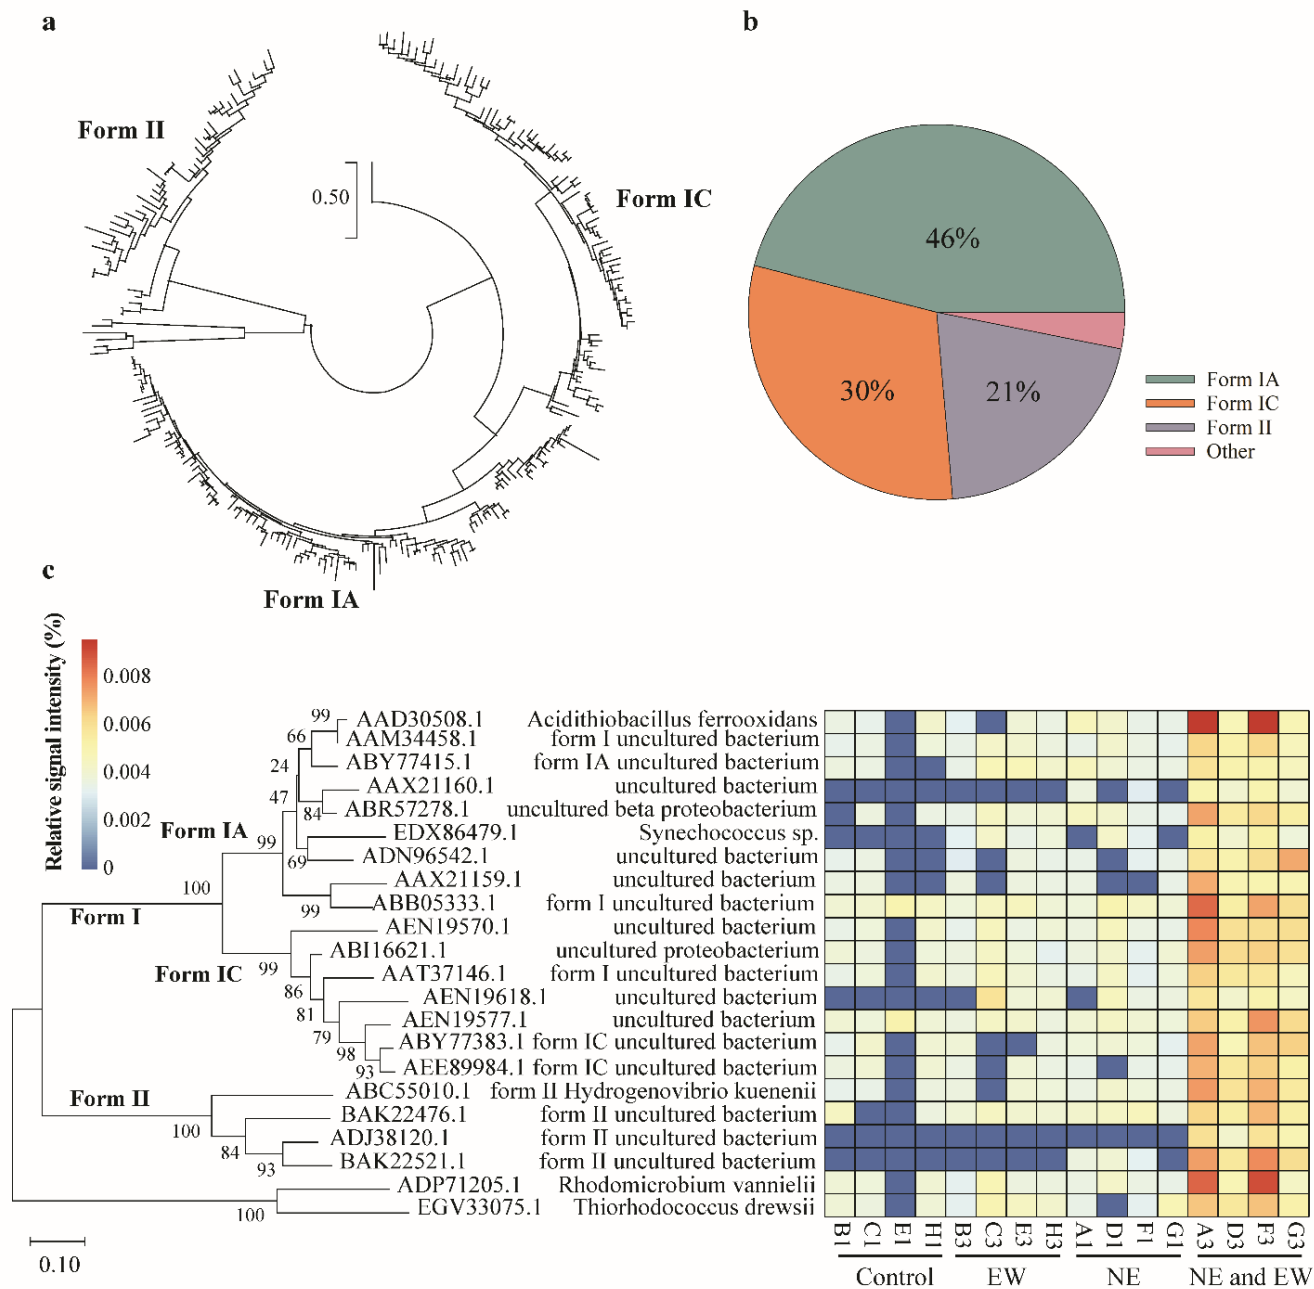 a
b
Form II
0.50
Form IC
Form IA
46%
30%
21%
Form IA
Form IC
Form II
Other
c
Relative signal intensity (%)
0.008
0.006
0.004
0.002
0
Form I
Form IA
Form IC
Form II
100
99
66
99
24
47
84
69
99
99
86
81
79
98
93
100
84
93
100
AAD30508.1 Acidithiobacillus ferrooxidans
AAM34458.1 form I uncultured bacterium
ABY77415.1 form IA uncultured bacterium
AAX21160.1 uncultured bacterium
ABR57278.1 uncultured beta proteobacterium
EDX86479.1 Synechococcus sp.
ADN96542.1 uncultured bacterium
AAX21159.1 uncultured bacterium
ABB05333.1 form I uncultured bacterium
AEN19570.1 uncultured bacterium
ABI16621.1 uncultured proteobacterium
AAT37146.1 form I uncultured bacterium
AEN19618.1 uncultured bacterium
AEN19577.1 uncultured bacterium
ABY77383.1 form IC uncultured bacterium
AEE89984.1 form IC uncultured bacterium
ABC55010.1 form II Hydrogenovibrio kuenenii
BAK22476.1 form II uncultured bacterium
ADJ38120.1 form II uncultured bacterium
BAK22521.1 form II uncultured bacterium
ADP71205.1 Rhodomicrobium vannielii
EGV33075.1 Thiorhodococcus drewsii
0.10
B1 C1 E1 H1 B3 C3 E3 H3 A1 D1 F1 G1 A3 D3 F3 G3
Control EW NE NE and EW